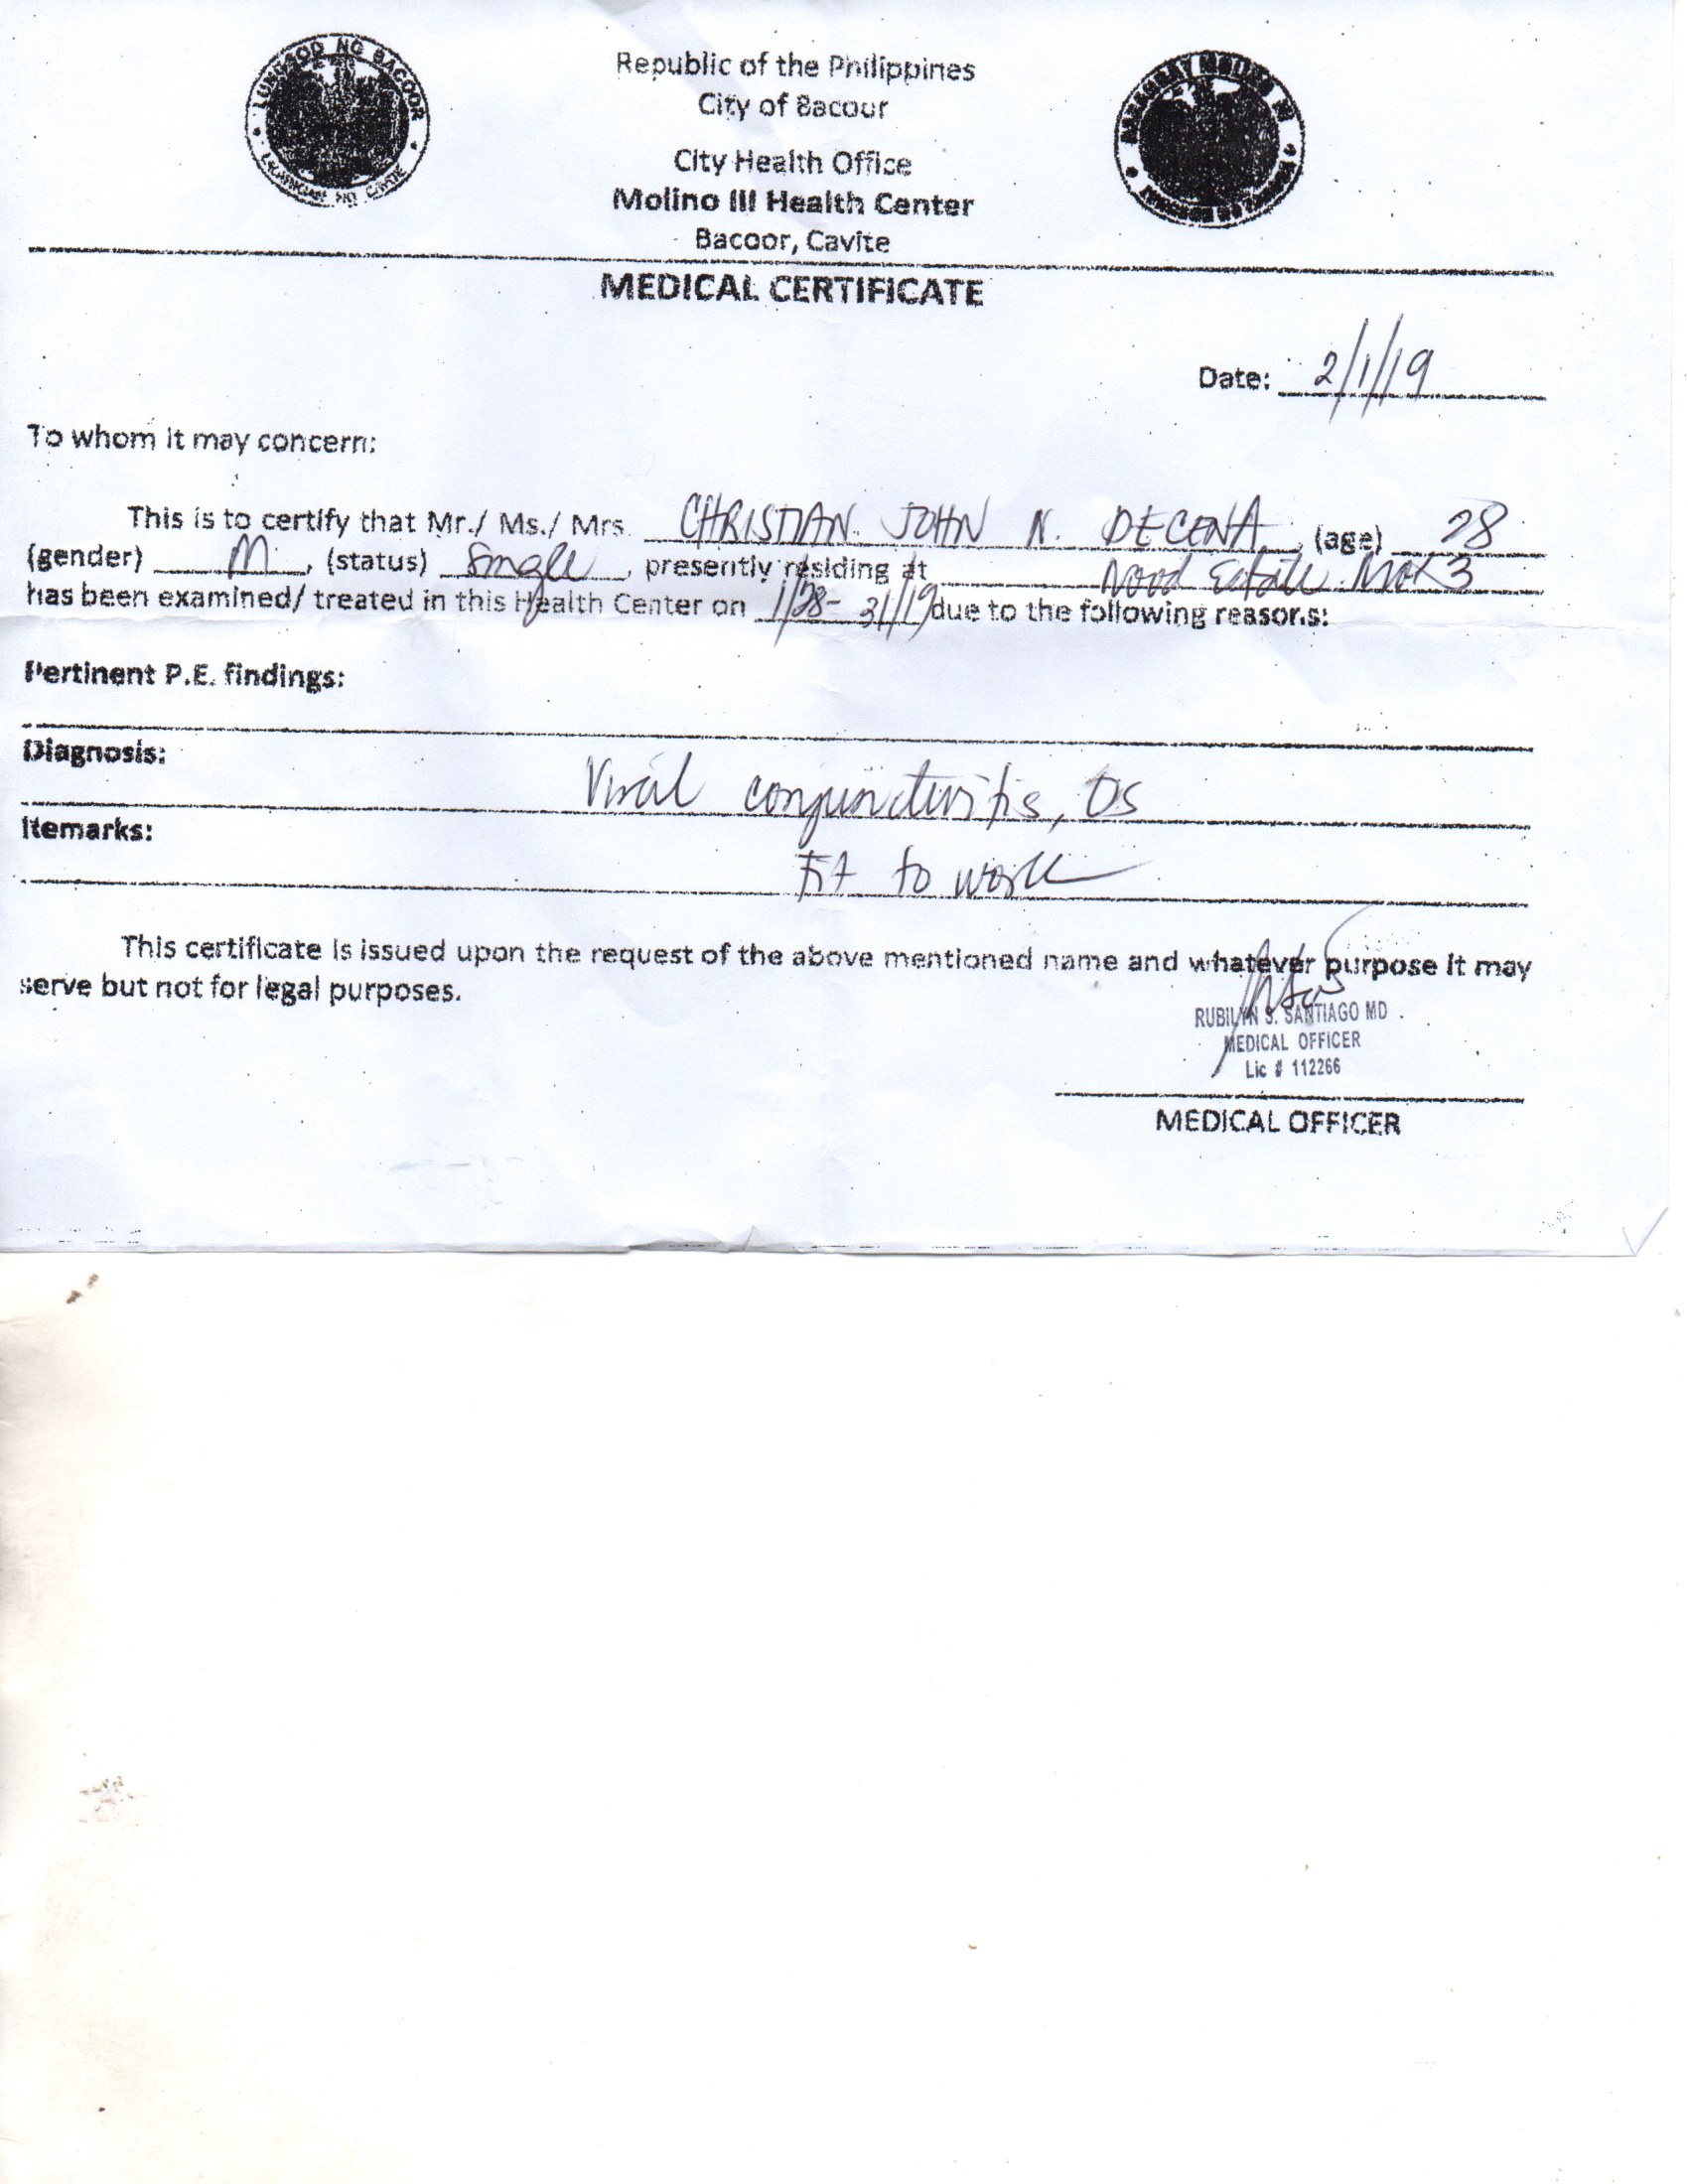 LUNGSOD NG BACOOR
Republic of the Philippines
City of Bacour
City Health Office
Molino III Health Center
Bacoor, Cavite
MEDICAL CERTIFICATE
Date: 2/1/19
To whom it may concern:
This is to certify that Mr./ Ms./ Mrs. CHRISTIAN JOHN N. DECENA, (age) 28
(gender) M, (status) Single, presently residing at Estate Mol 3
has been examined/ treated in this Health Center on 1/28-31/19 due to the following reasons:
Pertinent P.E. findings:
Diagnosis:
Viral conjunctivitis, OS
Remarks:
Fit to work
This certificate is issued upon the request of the above mentioned name and whatever purpose it may
serve but not for legal purposes.
RUBILYN S. SANTIAGO MD
MEDICAL OFFICER
Lic # 112266
MEDICAL OFFICER